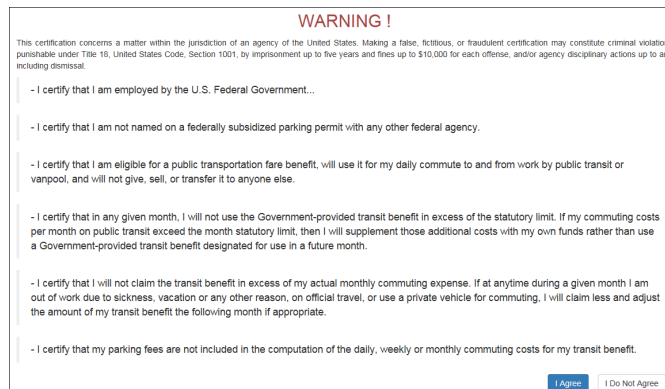 WARNING !
This certification concerns a matter within the jurisdiction of an agency of the United States. Making a false, fictitious, or fraudulent certification may constitute criminal violation
punishable under Title 18, United States Code, Section 1001, by imprisonment up to five years and fines up to $10,000 for each offense, and/or agency disciplinary actions up to an
including dismissal.
- I certify that I am employed by the U.S. Federal Government...
- I certify that I am not named on a federally subsidized parking permit with any other federal agency.
- I certify that I am eligible for a public transportation fare benefit, will use it for my daily commute to and from work by public transit or
vanpool, and will not give, sell, or transfer it to anyone else.
- I certify that in any given month, I will not use the Government-provided transit benefit in excess of the statutory limit. If my commuting costs
per month on public transit exceed the month statutory limit, then I will supplement those additional costs with my own funds rather than use
a Government-provided transit benefit designated for use in a future month.
- I certify that I will not claim the transit benefit in excess of my actual monthly commuting expense. If at anytime during a given month I am
out of work due to sickness, vacation or any other reason, on official travel, or use a private vehicle for commuting, I will claim less and adjust
the amount of my transit benefit the following month if appropriate.
- I certify that my parking fees are not included in the computation of the daily, weekly or monthly commuting costs for my transit benefit.
I Agree I Do Not Agree